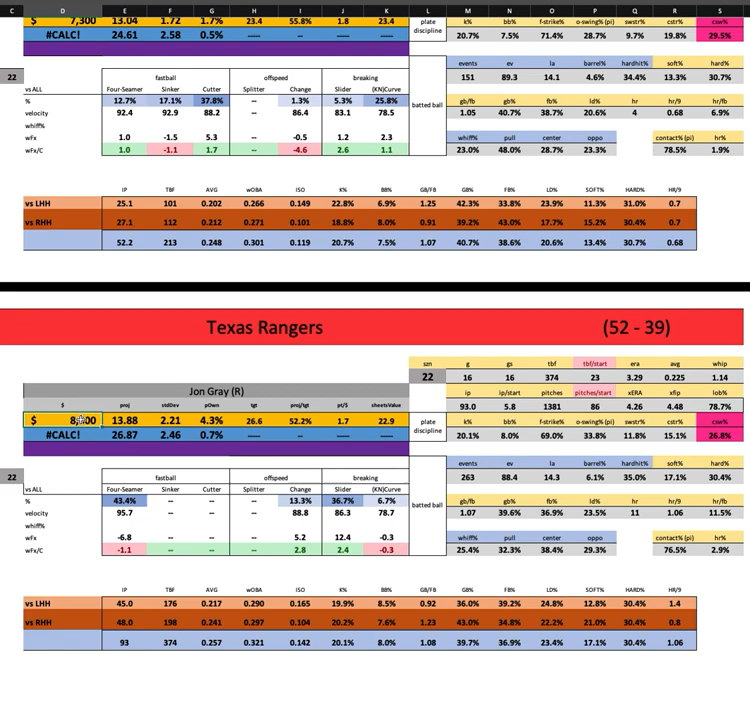 C D E F G H I J K L M N O P Q R S
$ 7,300 13.04 1.72 1.7% 23.4 55.8% 1.8 23.4 plate discipline k% bb% f-strike% o-swing% (pi) swstr% cstr% csw%
#CALC! 24.61 2.58 0.5% ---- -- ---- ---- 20.7% 7.5% 71.4% 28.7% 9.7% 19.8% 29.5%
events ev la barrel% hardhit% soft% hard%
22 fastball offspeed breaking 151 89.3 14.1 4.6% 34.4% 13.3% 30.7%
vs ALL Four-Seamer Sinker Cutter Splitter Change Slider (KN)Curve
% 12.7% 17.1% 37.8% -- 1.3% 5.3% 25.8% batted ball gb/fb gb% fb% ld% hr hr/9 hr/fb
velocity 92.4 92.9 88.2 -- 86.4 83.1 78.5 1.05 40.7% 38.7% 20.6% 4 0.68 6.9%
whiff%
wFx 1.0 -1.5 5.3 -0.5 1.2 2.3 whiff% pull center oppo contact% (pi) hr%
wFx/C 1.0 -1.1 1.7 -- -4.6 2.6 1.1 23.0% 48.0% 28.7% 23.3% 78.5% 1.9%
IP TBF AVG wOBA ISO K% BB% GB/FB GB% FB% LD% SOFT% HARD% HR/9
vs LHH 25.1 101 0.202 0.266 0.149 22.8% 6.9% 1.25 42.3% 33.8% 23.9% 11.3% 31.0% 0.7
vs RHH 27.1 112 0.212 0.271 0.101 18.8% 8.0% 0.91 39.2% 43.0% 17.7% 15.2% 30.4% 0.7
52.2 213 0.248 0.301 0.119 20.7% 7.5% 1.07 40.7% 38.6% 20.6% 13.4% 30.7% 0.68
Texas Rangers (52 - 39)
szn g gs tbf tbf/start era avg whip
22 16 16 374 23 3.29 0.225 1.14
Jon Gray (R) ip ip/start pitches pitches/start xERA xfip lob%
$ proj stdDev pOwn tgt proj/tgt pt/$ sheetsValue 93.0 5.8 1381 86 4.26 4.48 78.7%
$ 13.88 2.21 4.3% 26.6 52.2% 1.7 22.9 plate discipline k% bb% f-strike% o-swing% (pi) swstr% cstr% csw%
#CALC! 26.87 2.46 0.7% ---- -- ---- ---- 20.1% 8.0% 69.0% 33.8% 11.8% 15.1% 26.8%
events ev la barrel% hardhit% soft% hard%
22 fastball offspeed breaking 263 88.4 14.3 6.1% 35.0% 17.1% 30.4%
vs ALL Four-Seamer Sinker Cutter Splitter Change Slider (KN)Curve
% 43.4% -- -- -- 13.3% 36.7% 6.7% batted ball gb/fb gb% fb% ld% hr hr/9 hr/fb
velocity 95.7 -- -- -- 88.8 86.3 78.7 1.07 39.6% 36.9% 23.5% 11 1.06 11.5%
whiff%
wFx -6.8 5.2 12.4 -0.3 whiff% pull center oppo contact% (pi) hr%
wFx/C -1.1 -- -- -- 2.8 2.4 -0.3 25.4% 32.3% 38.4% 29.3% 76.5% 2.9%
IP TBF AVG wOBA ISO K% BB% GB/FB GB% FB% LD% SOFT% HARD% HR/9
vs LHH 45.0 176 0.217 0.290 0.165 19.9% 8.5% 0.92 36.0% 39.2% 24.8% 12.8% 30.4% 1.4
vs RHH 48.0 198 0.241 0.297 0.104 20.2% 7.6% 1.23 43.0% 34.8% 22.2% 21.0% 30.4% 0.8
93 374 0.257 0.321 0.142 20.1% 8.0% 1.08 39.7% 36.9% 23.4% 17.1% 30.4% 1.06